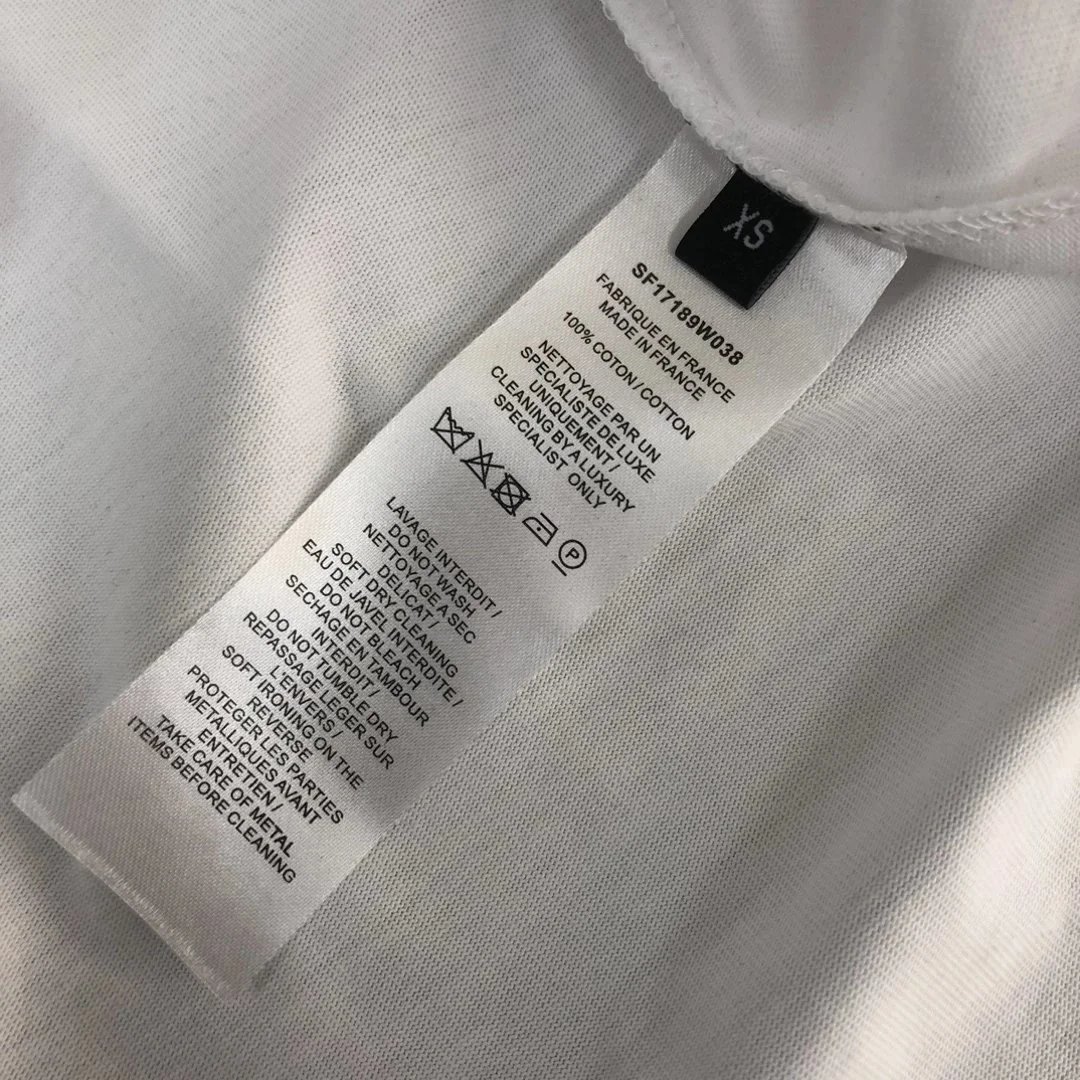 XS
SF17189W038
FABRIQUE EN FRANCE
MADE IN FRANCE
100% COTON / COTTON
NETTOYAGE PAR UN
SPECIALISTE DE LUXE
UNIQUEMENT /
CLEANING BY A LUXURY
SPECIALIST ONLY
P
LAVAGE INTERDIT /
DO NOT WASH
NETTOYAGE A SEC
DELICAT /
SOFT DRY CLEANING
EAU DE JAVEL INTERDITE /
DO NOT BLEACH
SECHAGE EN TAMBOUR
INTERDIT /
DO NOT TUMBLE DRY
REPASSAGE LEGER SUR
L'ENVERS /
SOFT IRONING ON THE
REVERSE
PROTEGER LES PARTIES
METALLIQUES AVANT
ENTRETIEN /
TAKE CARE OF METAL
ITEMS BEFORE CLEANING